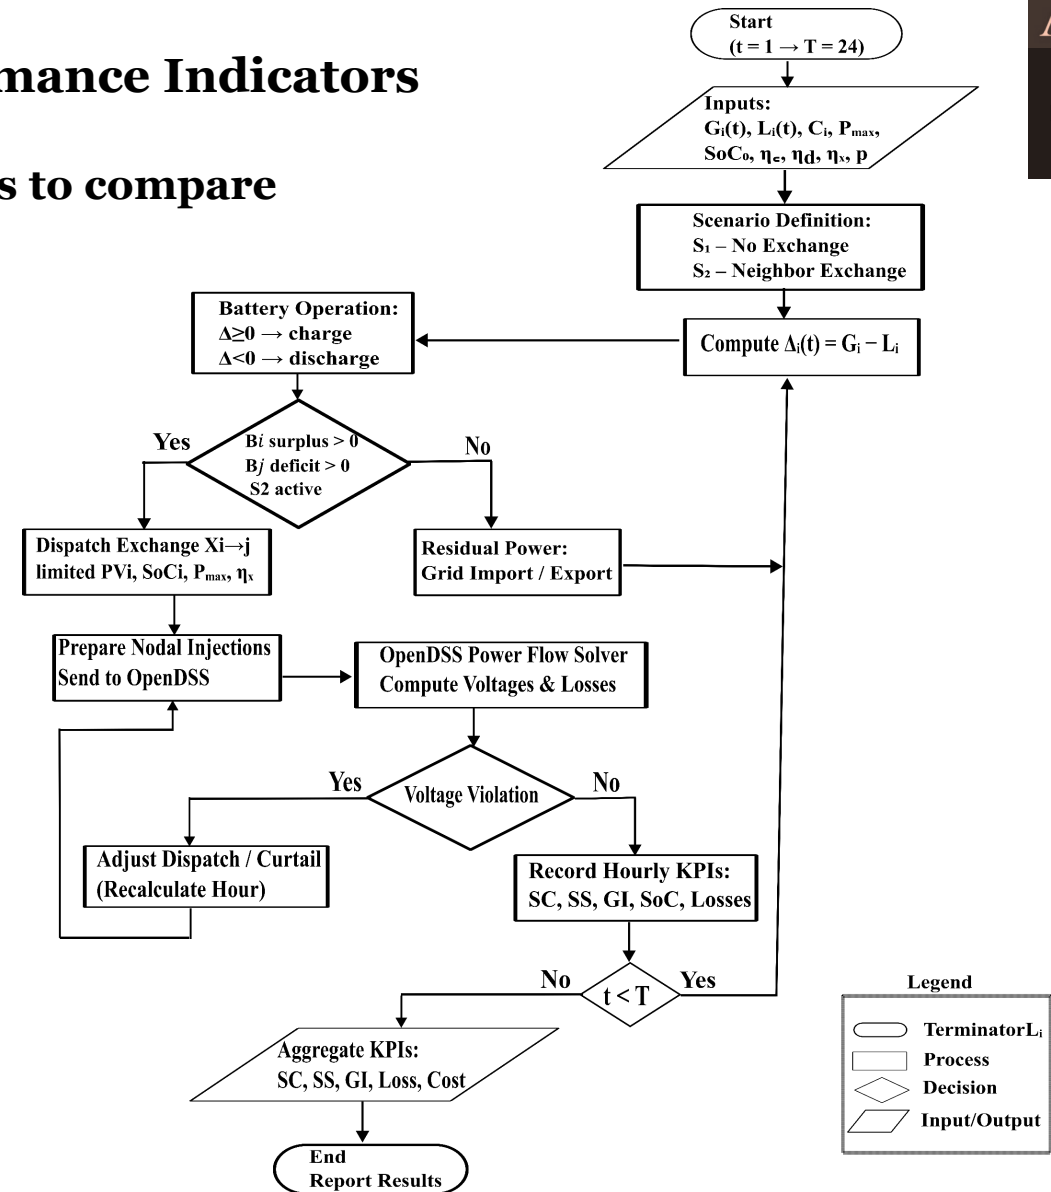 mance Indicators
s to compare
Start
(t = 1 → T = 24)
Inputs:
Gᵢ(t), Lᵢ(t), Cᵢ, Pₘₐₓ,
SoC₀, η꜀, ηd, ηₓ, p
Scenario Definition:
S₁ – No Exchange
S₂ – Neighbor Exchange
Compute Δᵢ(t) = Gᵢ − Lᵢ
Battery Operation:
Δ≥0 → charge
Δ<0 → discharge
Yes
Bi surplus > 0
Bj deficit > 0
S2 active
No
Dispatch Exchange Xi→j
limited PVi, SoCi, Pₘₐₓ, ηₓ
Residual Power:
Grid Import / Export
Prepare Nodal Injections
Send to OpenDSS
OpenDSS Power Flow Solver
Compute Voltages & Losses
Yes
Voltage Violation
No
Adjust Dispatch / Curtail
(Recalculate Hour)
Record Hourly KPIs:
SC, SS, GI, SoC, Losses
No
t < T
Yes
Aggregate KPIs:
SC, SS, GI, Loss, Cost
End
Report Results
Legend
TerminatorLᵢ
Process
Decision
Input/Output